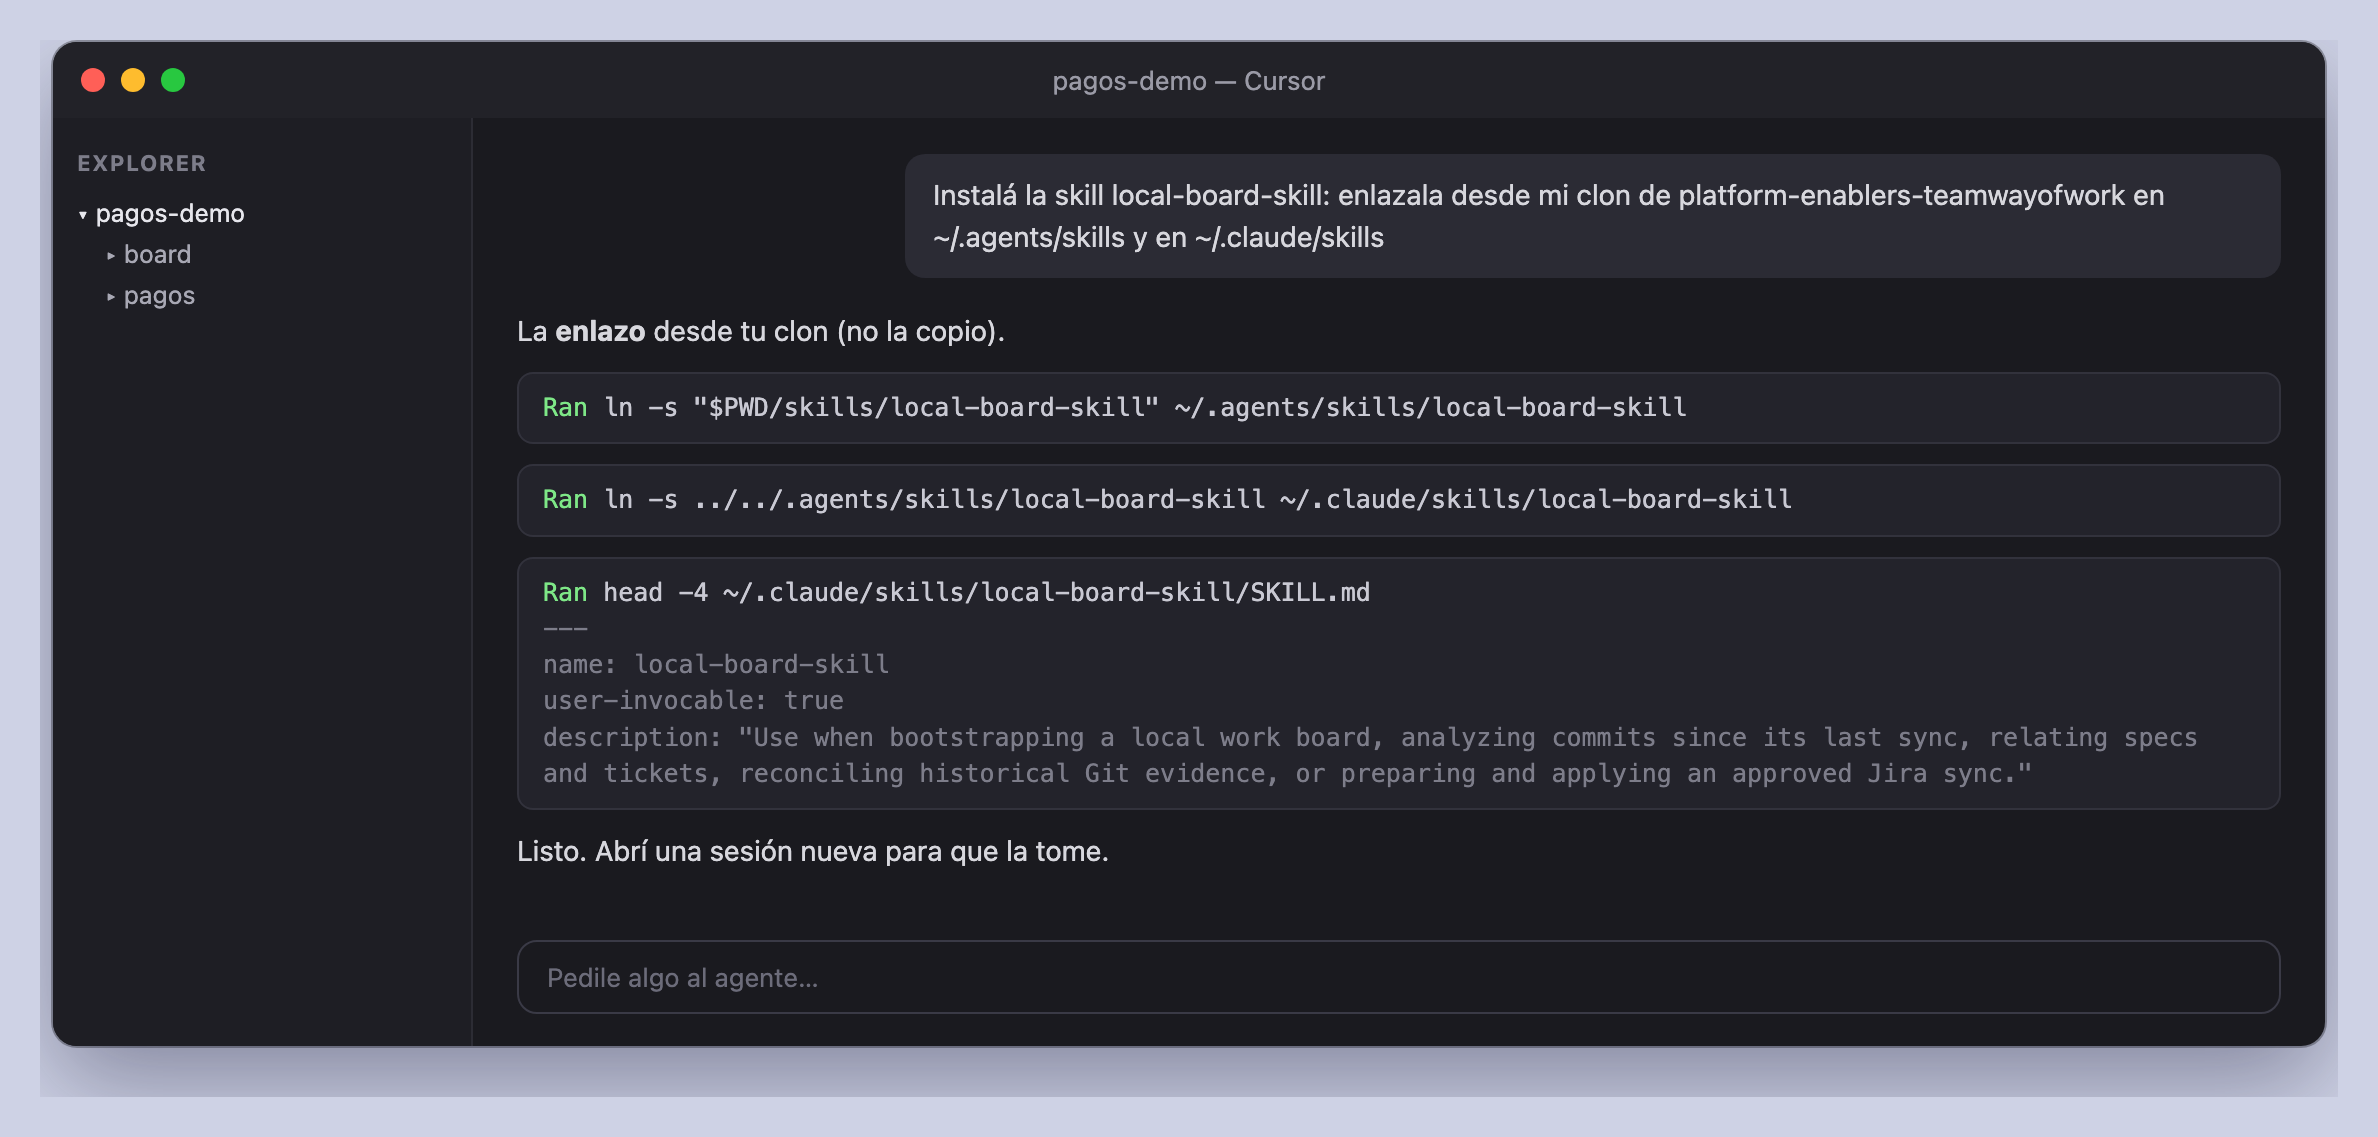 pagos-demo — Cursor
EXPLORER
▾ pagos-demo
▸ board
▸ pagos
Instalá la skill local-board-skill: enlazala desde mi clon de platform-enablers-teamwayofwork en
~/.agents/skills y en ~/.claude/skills
La enlazo desde tu clon (no la copio).
Ran ln -s "$PWD/skills/local-board-skill" ~/.agents/skills/local-board-skill
Ran ln -s ../../.agents/skills/local-board-skill ~/.claude/skills/local-board-skill
Ran head -4 ~/.claude/skills/local-board-skill/SKILL.md
---
name: local-board-skill
user-invocable: true
description: "Use when bootstrapping a local work board, analyzing commits since its last sync, relating specs
and tickets, reconciling historical Git evidence, or preparing and applying an approved Jira sync."
Listo. Abrí una sesión nueva para que la tome.
Pedile algo al agente...